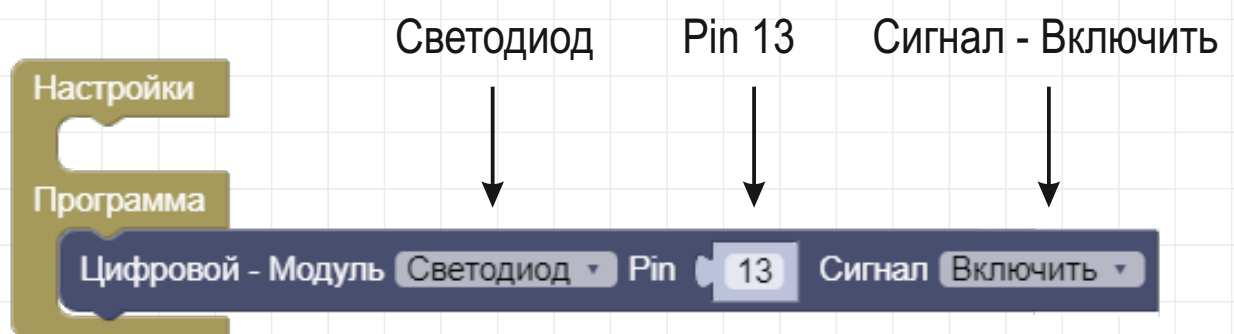 Светодиод Pin 13 Сигнал - Включить
Настройки
Программа
Цифровой - Модуль Светодиод Pin 13 Сигнал Включить